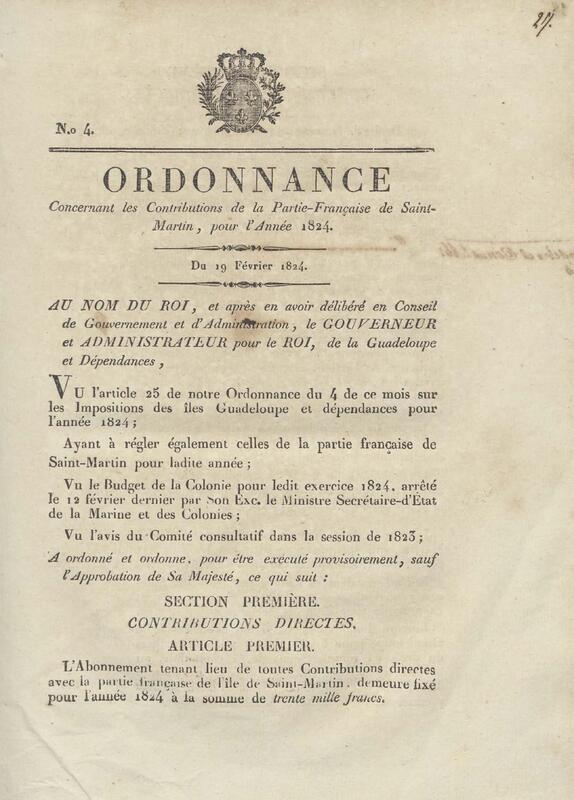 27.
N.o 4.
ORDONNANCE
Concernant les Contributions de la Partie-Française de Saint-
Martin, pour l'Année 1824.
Du 19 Février 1824.
AU NOM DU ROI, et après en avoir délibéré en Conseil
de Gouvernement et d'Administration, le GOUVERNEUR
et ADMINISTRATEUR pour le ROI, de la Guadeloupe
et Dépendances,
VU l'article 25 de notre Ordonnance du 4 de ce mois sur
les Impositions des îles Guadeloupe et dépendances pour
l'année 1824;
Ayant à régler également celles de la partie française de
Saint-Martin pour ladite année;
Vu le Budget de la Colonie pour ledit exercice 1824, arrêté
le 12 février dernier par Son Exc. le Ministre Secrétaire-d'État
de la Marine et des Colonies;
Vu l'avis du Comité consultatif dans la session de 1823;
A ordonné et ordonne, pour être exécuté provisoirement, sauf
l'Approbation de Sa Majesté, ce qui suit:
SECTION PREMIÈRE.
CONTRIBUTIONS DIRECTES.
ARTICLE PREMIER.
L'Abonnement tenant lieu de toutes Contributions directes
avec la partie française de l'île de Saint-Martin, demeure fixé
pour l'année 1824 à la somme de trente mille francs.